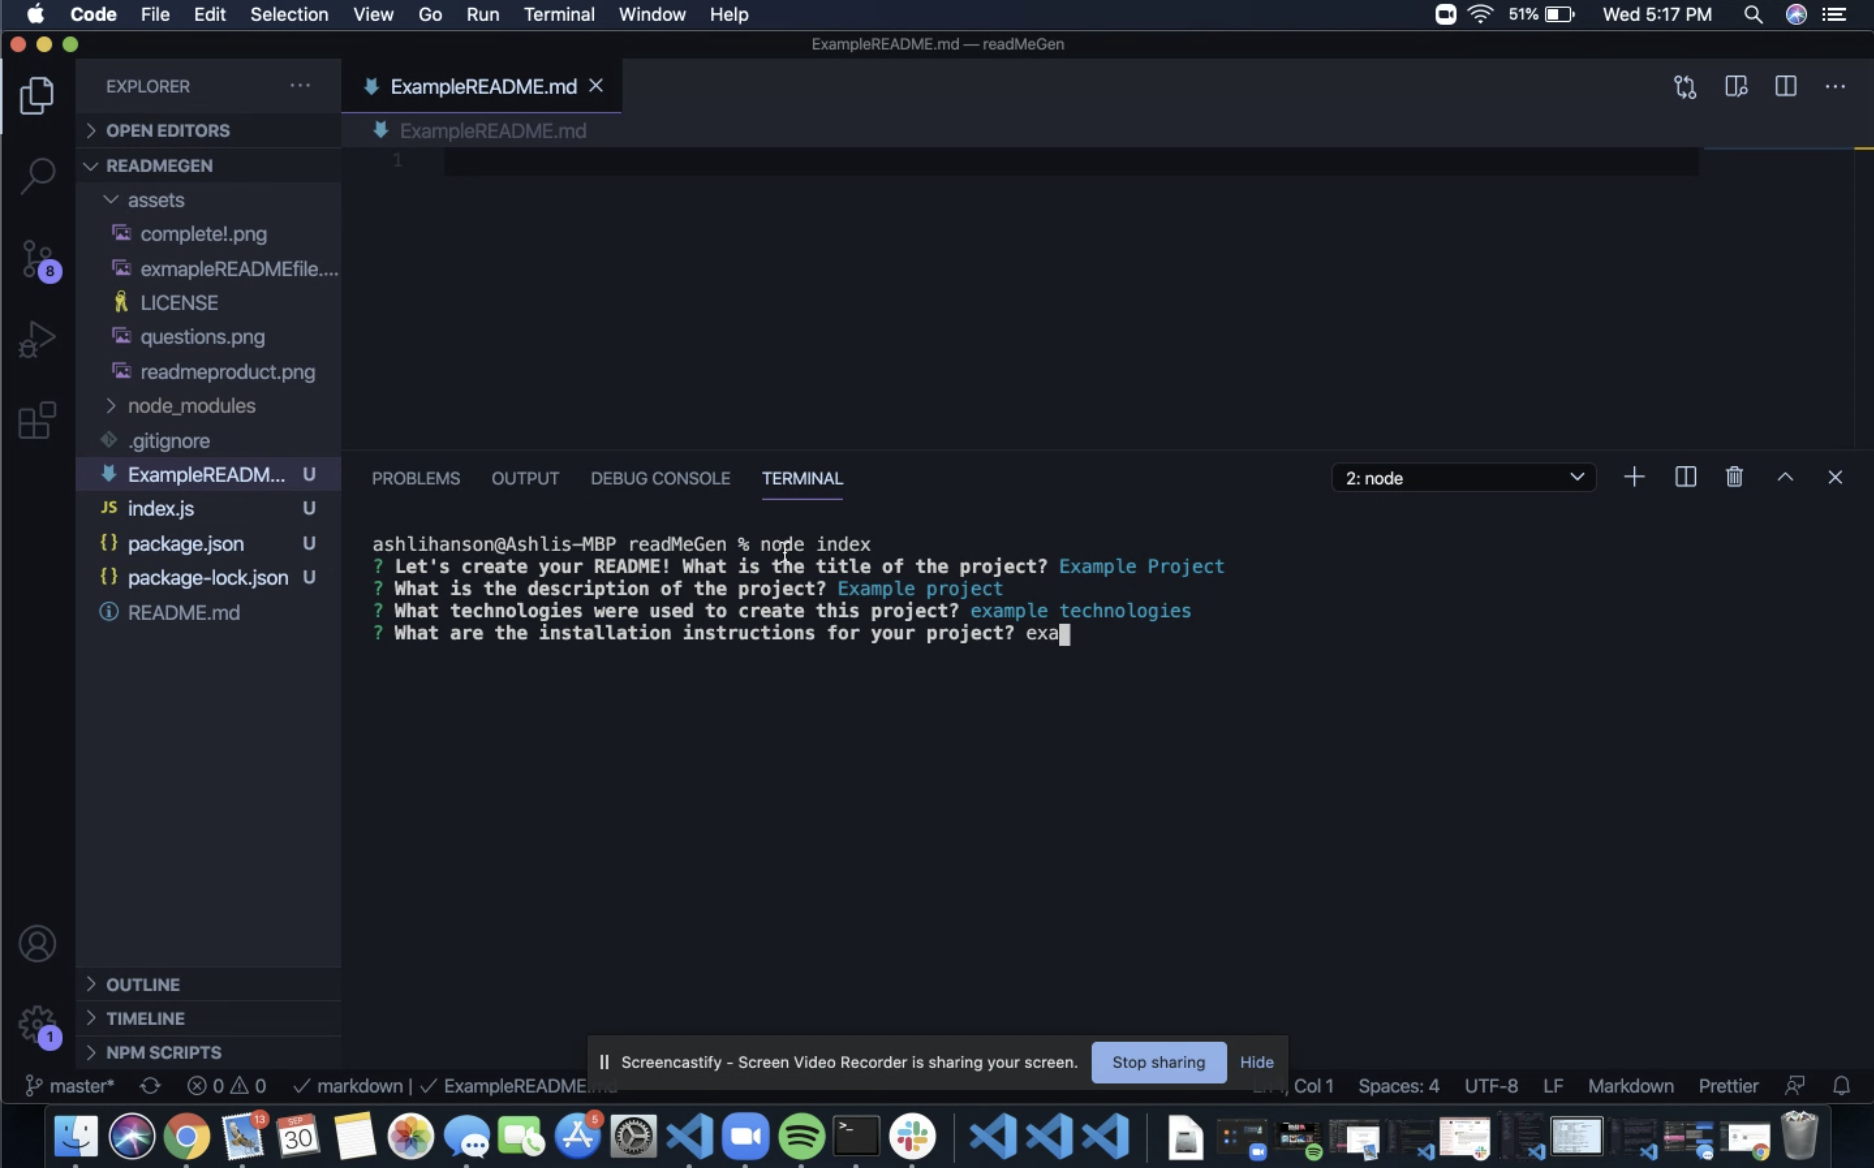 Code File Edit Selection View Go Run Terminal Window Help 51% Wed 5:17 PM
ExampleREADME.md — readMeGen
EXPLORER ...
ExampleREADME.md
OPEN EDITORS
ExampleREADME.md
READMEGEN
1
assets
complete!.png
exmapleREADMEfile....
8
LICENSE
questions.png
readmeproduct.png
node_modules
.gitignore
ExampleREADM... U
index.js U
package.json U
package-lock.json U
README.md
PROBLEMS OUTPUT DEBUG CONSOLE TERMINAL 2: node
ashlihanson@Ashlis-MBP readMeGen % node index
? Let's create your README! What is the title of the project? Example Project
? What is the description of the project? Example project
? What technologies were used to create this project? example technologies
? What are the installation instructions for your project? exa
OUTLINE
TIMELINE
1
NPM SCRIPTS
Screencastify - Screen Video Recorder is sharing your screen. Stop sharing Hide
master* 0 0 markdown | ExampleREADME Col 1 Spaces: 4 UTF-8 LF Markdown Prettier
13 SEP 30 5